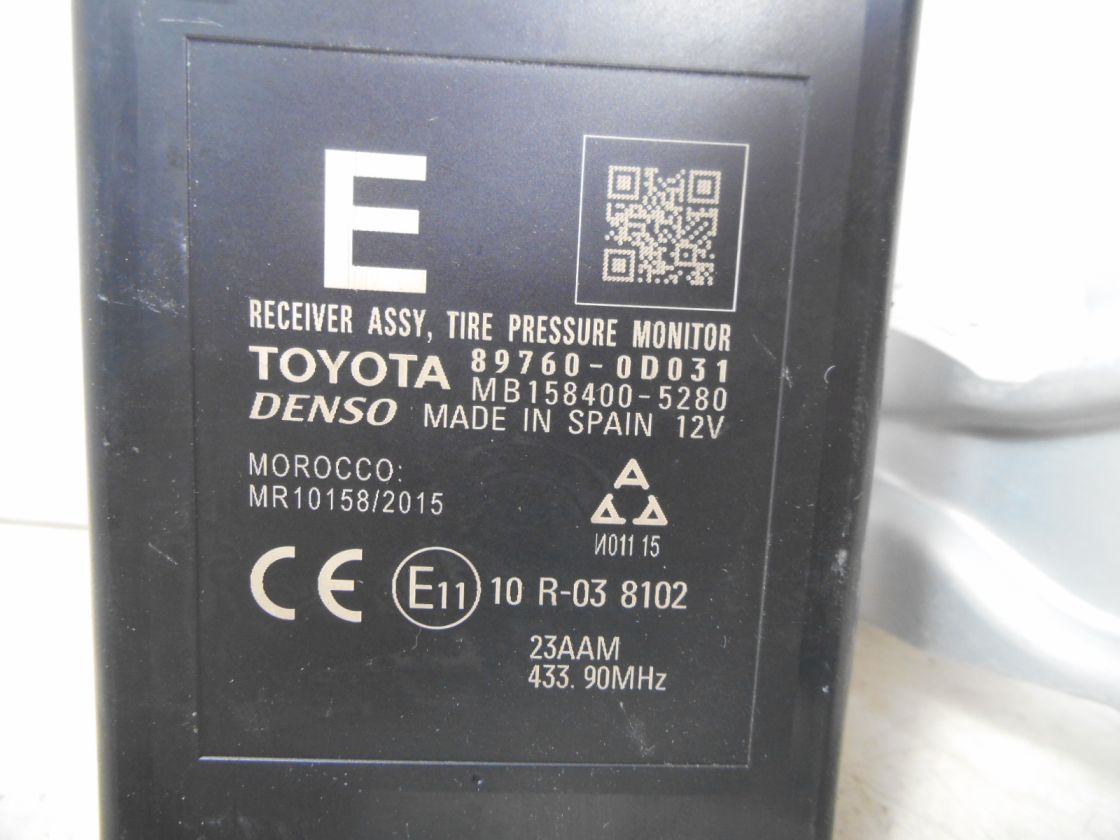 E
RECEIVER ASSY, TIRE PRESSURE MONITOR
TOYOTA 89760-0D031
MB158400-5280
DENSO MADE IN SPAIN 12V
MOROCCO:
MR10158/2015
И011 15
CE E11 10 R-03 8102
23AAM
433.90MHz